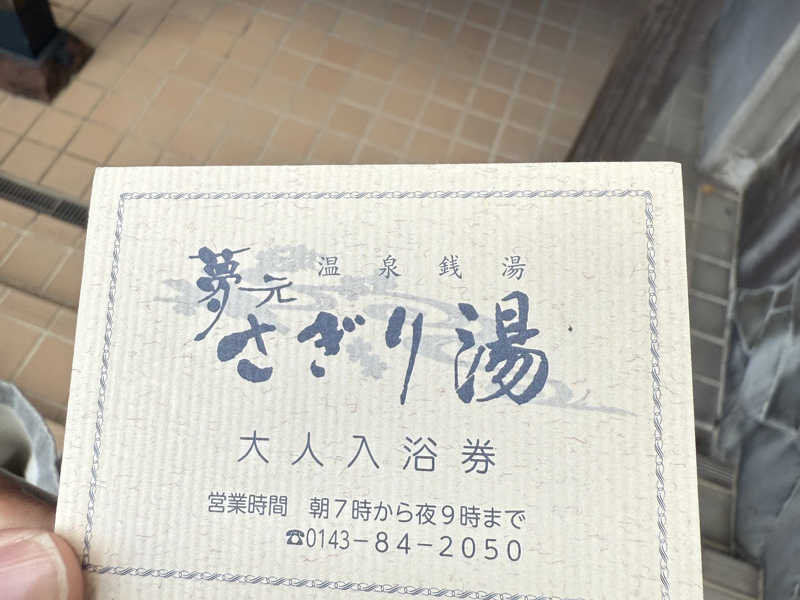 温泉銭湯
夢元
さぎり湯
大人入浴券
営業時間 朝7時から夜9時まで
☎0143−84−2050